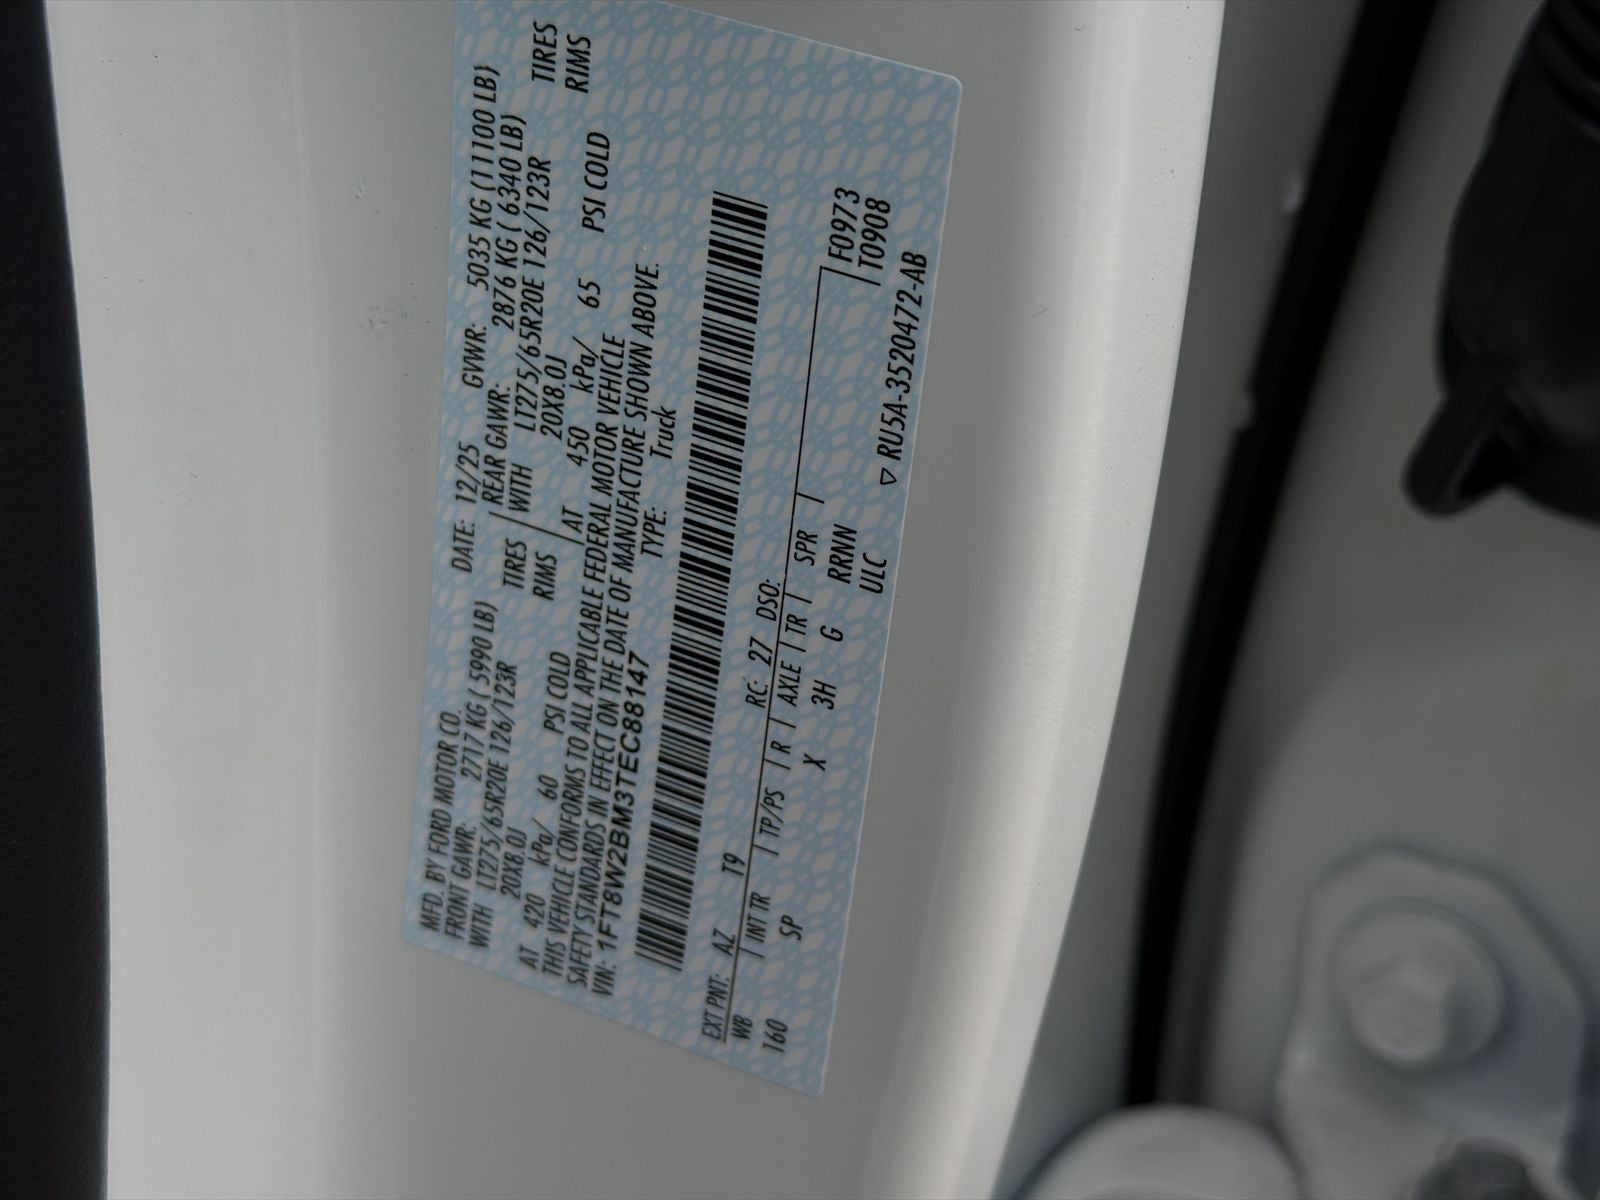 MFD. BY FORD MOTOR CO.
DATE: 12/25 GVWR: 5035 KG (11100 LB)
FRONT GAWR: 2717 KG ( 5990 LB) REAR GAWR: 2876 KG ( 6340 LB)
WITH LT275/65R20E 126/123R TIRES WITH LT275/65R20E 126/123R TIRES
20X8.0J RIMS 20X8.0J RIMS
AT 420 kPa/ 60 PSI COLD AT 450 kPa/ 65 PSI COLD
THIS VEHICLE CONFORMS TO ALL APPLICABLE FEDERAL MOTOR VEHICLE
SAFETY STANDARDS IN EFFECT ON THE DATE OF MANUFACTURE SHOWN ABOVE.
VIN: 1FT8W2BM3TEC88147 TYPE: Truck
EXT PNT: AZ T9 RC: 27 DSO:
WB | INT TR | TP/PS | R | AXLE | TR | SPR | F0973
160 SP X 3H G RRNN T0908
ULC ▽ RU5A-3520472-AB